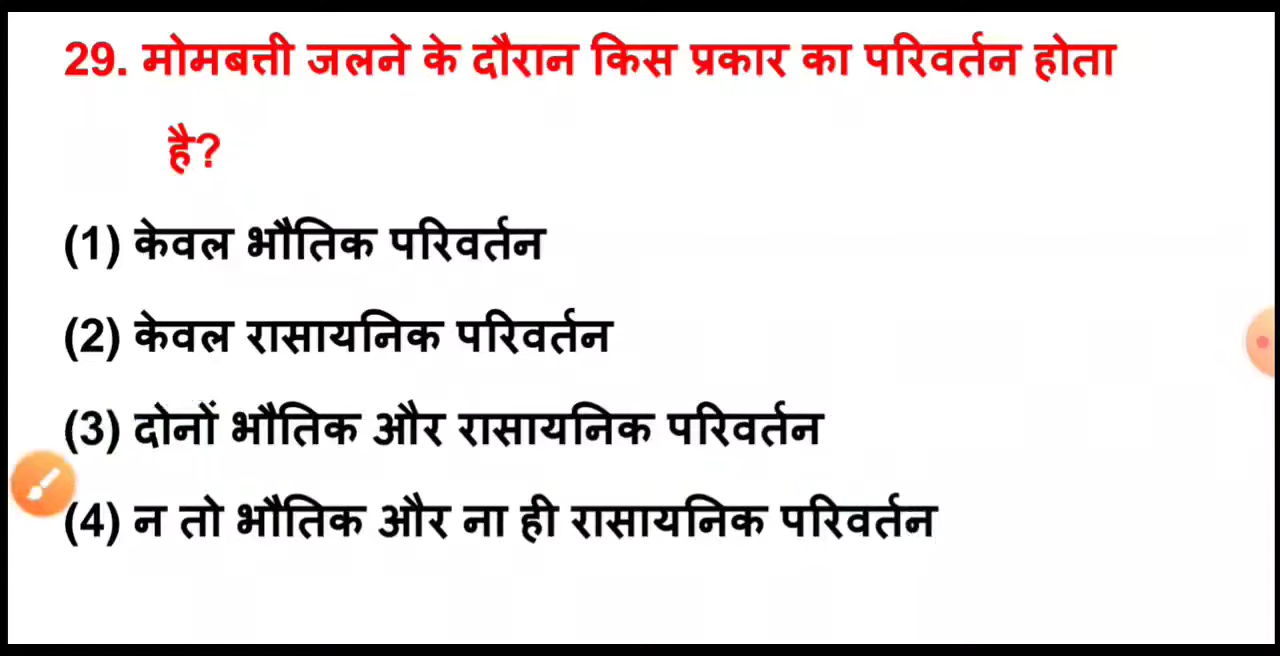 29. मोमबत्ती जलने के दौरान किस प्रकार का परिवर्तन होता
है?
(1) केवल भौतिक परिवर्तन
(2) केवल रासायनिक परिवर्तन
(3) दोनों भौतिक और रासायनिक परिवर्तन
(4) न तो भौतिक और ना ही रासायनिक परिवर्तन